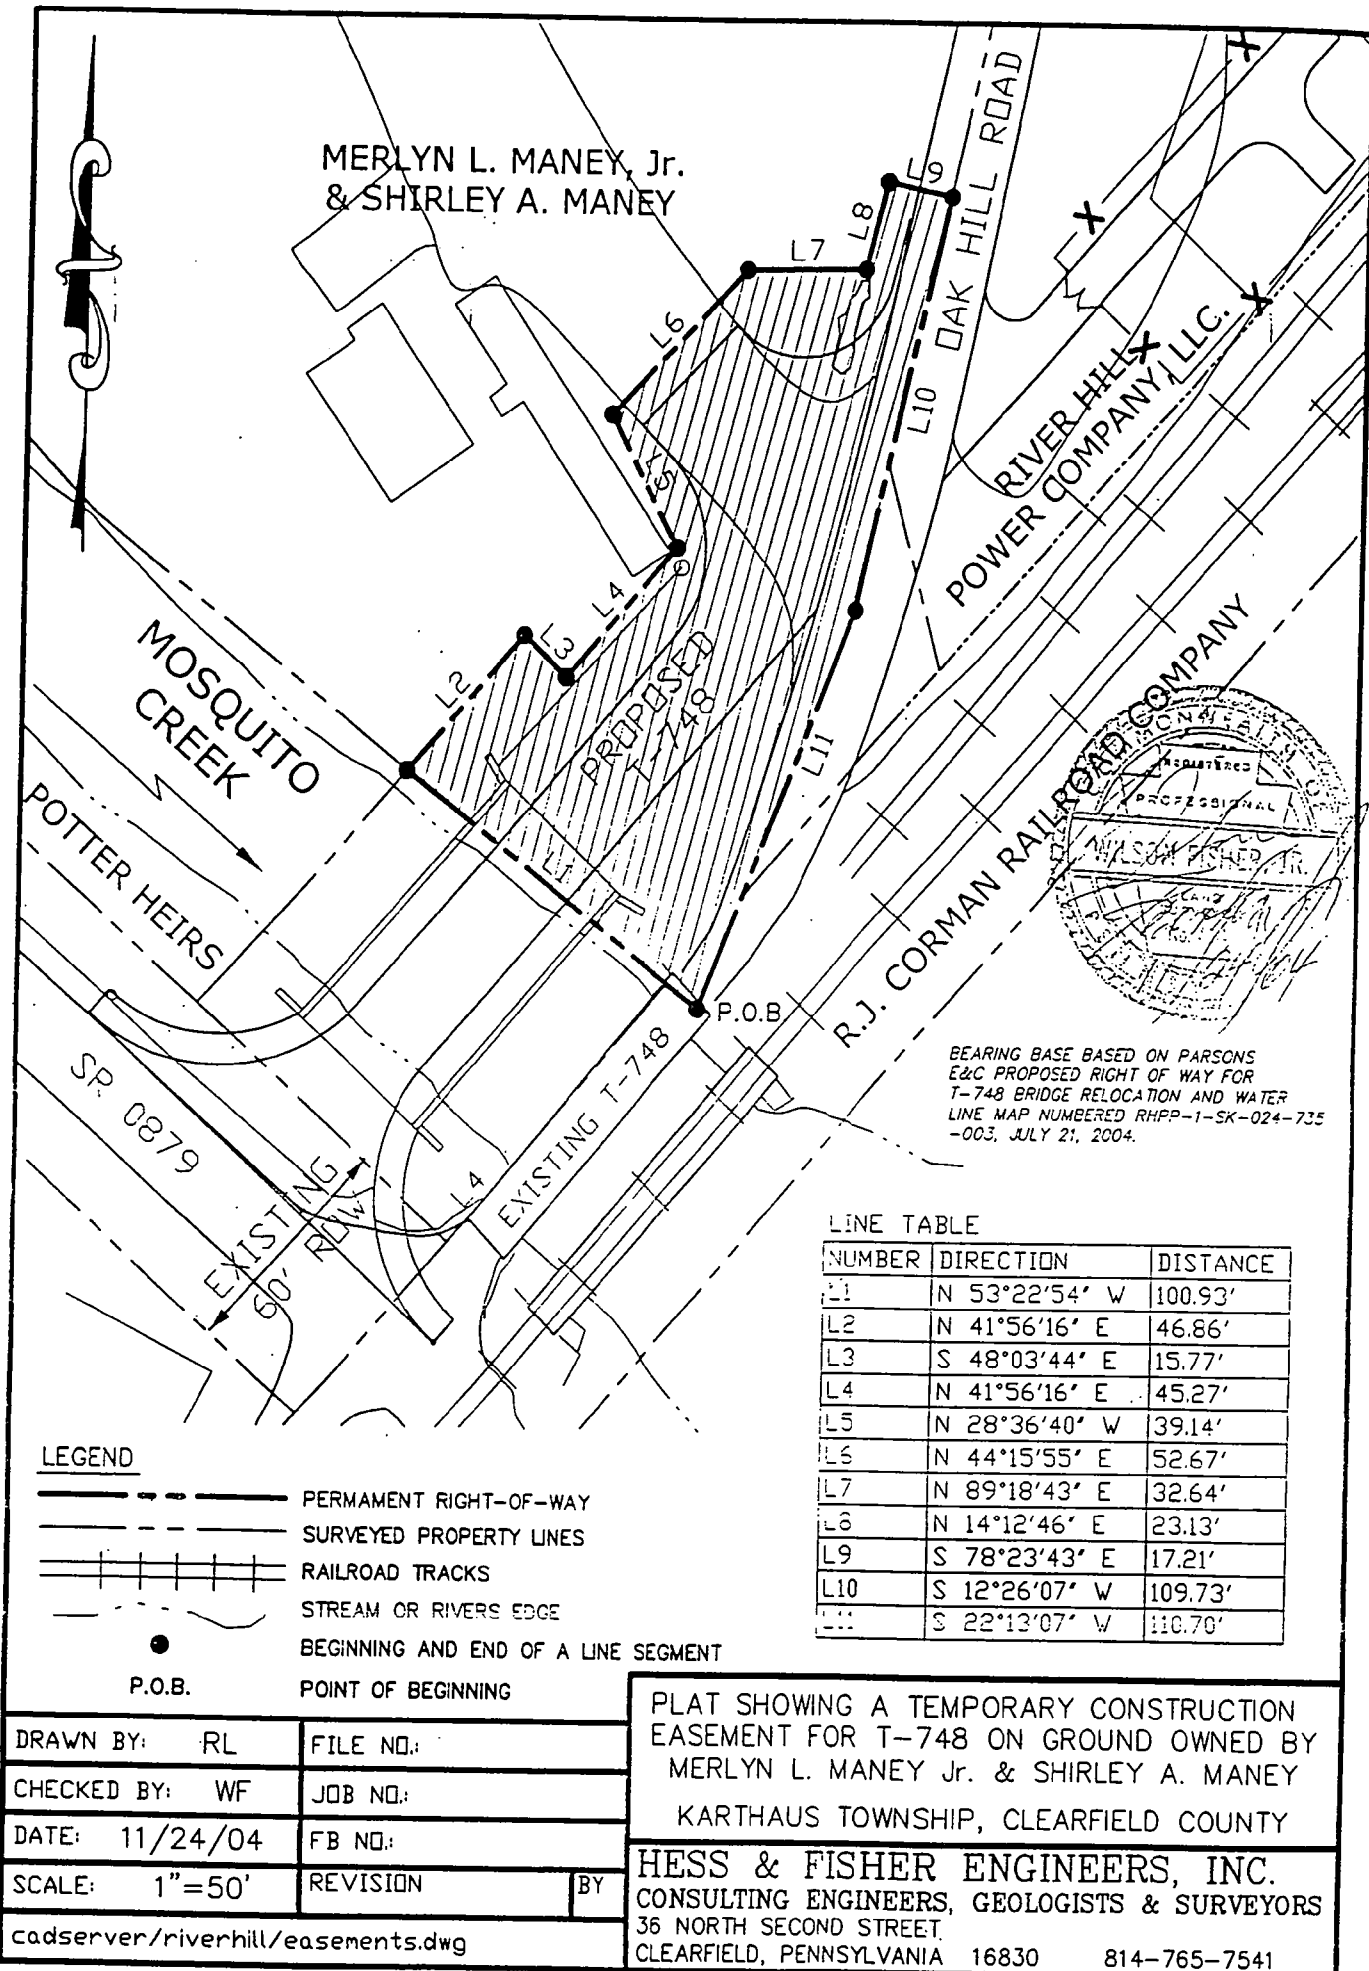 MERLYN L. MANEY, Jr.
& SHIRLEY A. MANEY
L9
L8
L7
L6
OAK HILL ROAD
L10
L5
RIVER HILL
POWER COMPANY, LLC.
L4
L3
L2
MOSQUITO
CREEK
PROPOSED
T-748
L11
L1
POTTER HEIRS
R.J. CORMAN RAILROAD COMPANY
REGISTERED
PROFESSIONAL
WILSON FISHER JR.
P.O.B.
SR 0879
EXISTING T-748
L4
EXISTING
60' ROW
BEARING BASE BASED ON PARSONS
E&C PROPOSED RIGHT OF WAY FOR
T-748 BRIDGE RELOCATION AND WATER
LINE MAP NUMBERED RHPP-1-SK-024-735
-003, JULY 21, 2004.
LINE TABLE
NUMBER DIRECTION DISTANCE
L1 N 53°22'54" W 100.93'
L2 N 41°56'16" E 46.86'
L3 S 48°03'44" E 15.77'
L4 N 41°56'16" E 45.27'
L5 N 28°36'40" W 39.14'
L6 N 44°15'55" E 52.67'
L7 N 89°18'43" E 32.64'
L8 N 14°12'46" E 23.13'
L9 S 78°23'43" E 17.21'
L10 S 12°26'07" W 109.73'
L11 S 22°13'07" W 110.70'
LEGEND
PERMAMENT RIGHT-OF-WAY
SURVEYED PROPERTY LINES
RAILROAD TRACKS
STREAM OR RIVERS EDGE
BEGINNING AND END OF A LINE SEGMENT
P.O.B. POINT OF BEGINNING
DRAWN BY: RL FILE NO.:
CHECKED BY: WF JOB NO.:
DATE: 11/24/04 FB NO.:
SCALE: 1"=50' REVISION BY
cadserver/riverhill/easements.dwg
PLAT SHOWING A TEMPORARY CONSTRUCTION
EASEMENT FOR T-748 ON GROUND OWNED BY
MERLYN L. MANEY Jr. & SHIRLEY A. MANEY
KARTHAUS TOWNSHIP, CLEARFIELD COUNTY
HESS & FISHER ENGINEERS, INC.
CONSULTING ENGINEERS, GEOLOGISTS & SURVEYORS
36 NORTH SECOND STREET
CLEARFIELD, PENNSYLVANIA 16830 814-765-7541